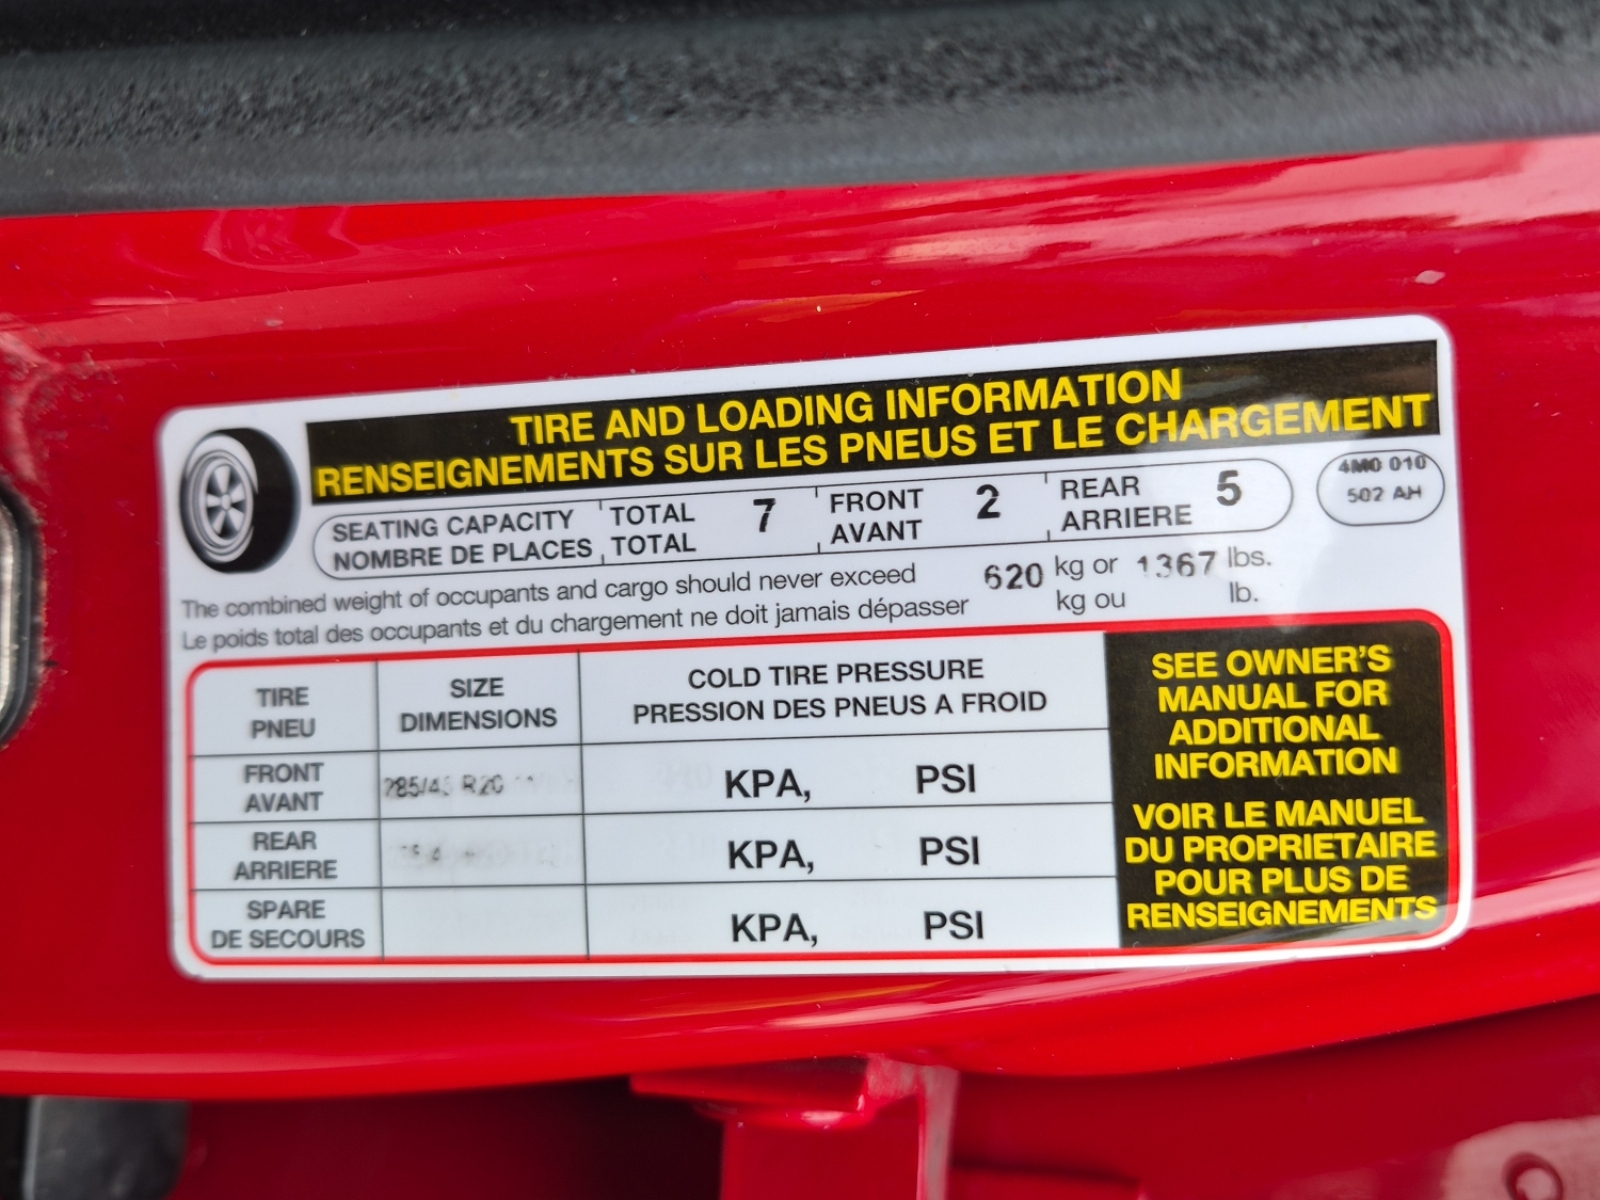 TIRE AND LOADING INFORMATION
RENSEIGNEMENTS SUR LES PNEUS ET LE CHARGEMENT
SEATING CAPACITY TOTAL 7 FRONT 2 REAR 5
NOMBRE DE PLACES TOTAL AVANT ARRIERE
4M0 010
502 AH
The combined weight of occupants and cargo should never exceed 620 kg or 1367 lbs.
Le poids total des occupants et du chargement ne doit jamais dépasser kg ou lb.
TIRE SIZE COLD TIRE PRESSURE
PNEU DIMENSIONS PRESSION DES PNEUS A FROID
FRONT
AVANT
R20 KPA, PSI
REAR
ARRIERE
KPA, PSI
SPARE
DE SECOURS
KPA, PSI
SEE OWNER'S
MANUAL FOR
ADDITIONAL
INFORMATION
VOIR LE MANUEL
DU PROPRIETAIRE
POUR PLUS DE
RENSEIGNEMENTS